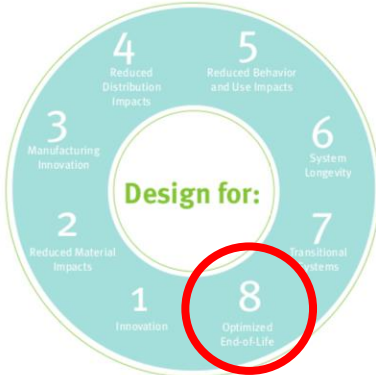 Design for:
1
Innovation
2
Reduced Material
Impacts
3
Manufacturing
Innovation
4
Reduced
Distribution
Impacts
5
Reduced Behavior
and Use Impacts
6
System
Longevity
7
Transitional
Systems
8
Optimized
End-of-Life